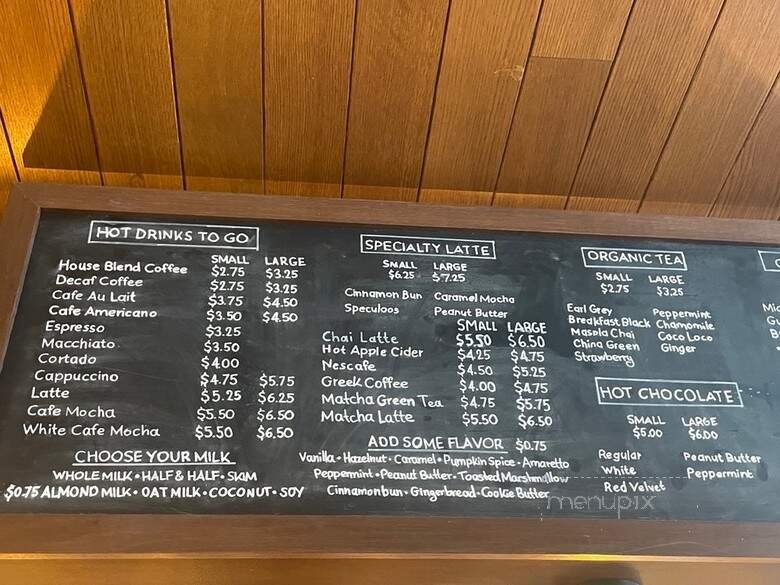 HOT DRINKS TO GO
SMALL LARGE
House Blend Coffee $2.75 $3.25
Decaf Coffee $2.75 $3.25
Cafe Au Lait $3.75 $4.50
Cafe Americano $3.50 $4.50
Espresso $3.25
Macchiato $3.50
Cortado $4.00
Cappuccino $4.75 $5.75
Latte $5.25 $6.25
Cafe Mocha $5.50 $6.50
White Cafe Mocha $5.50 $6.50
CHOOSE YOUR MILK
WHOLE MILK • HALF & HALF • SKIM
$0.75 ALMOND MILK • OAT MILK • COCONUT • SOY
SPECIALTY LATTE
SMALL LARGE
$6.25 $7.25
Cinnamon Bun Caramel Mocha
Speculoos Peanut Butter
SMALL LARGE
Chai Latte $5.50 $6.50
Hot Apple Cider $4.25 $4.75
Nescafe $4.50 $5.25
Greek Coffee $4.00 $4.75
Matcha Green Tea $4.75 $5.75
Matcha Latte $5.50 $6.50
ADD SOME FLAVOR $0.75
Vanilla • Hazelnut • Caramel • Pumpkin Spice • Amaretto
Peppermint • Peanut Butter • Toasted Marshmallow
Cinnamonbun • Gingerbread • Cookie Butter
ORGANIC TEA
SMALL LARGE
$2.75 $3.25
Earl Grey Peppermint
Breakfast Black Chamomile
Masala Chai Coco Loco
China Green Ginger
Strawberry
HOT CHOCOLATE
SMALL LARGE
$5.00 $6.00
Regular Peanut Butter
White Peppermint
Red Velvet
menupix